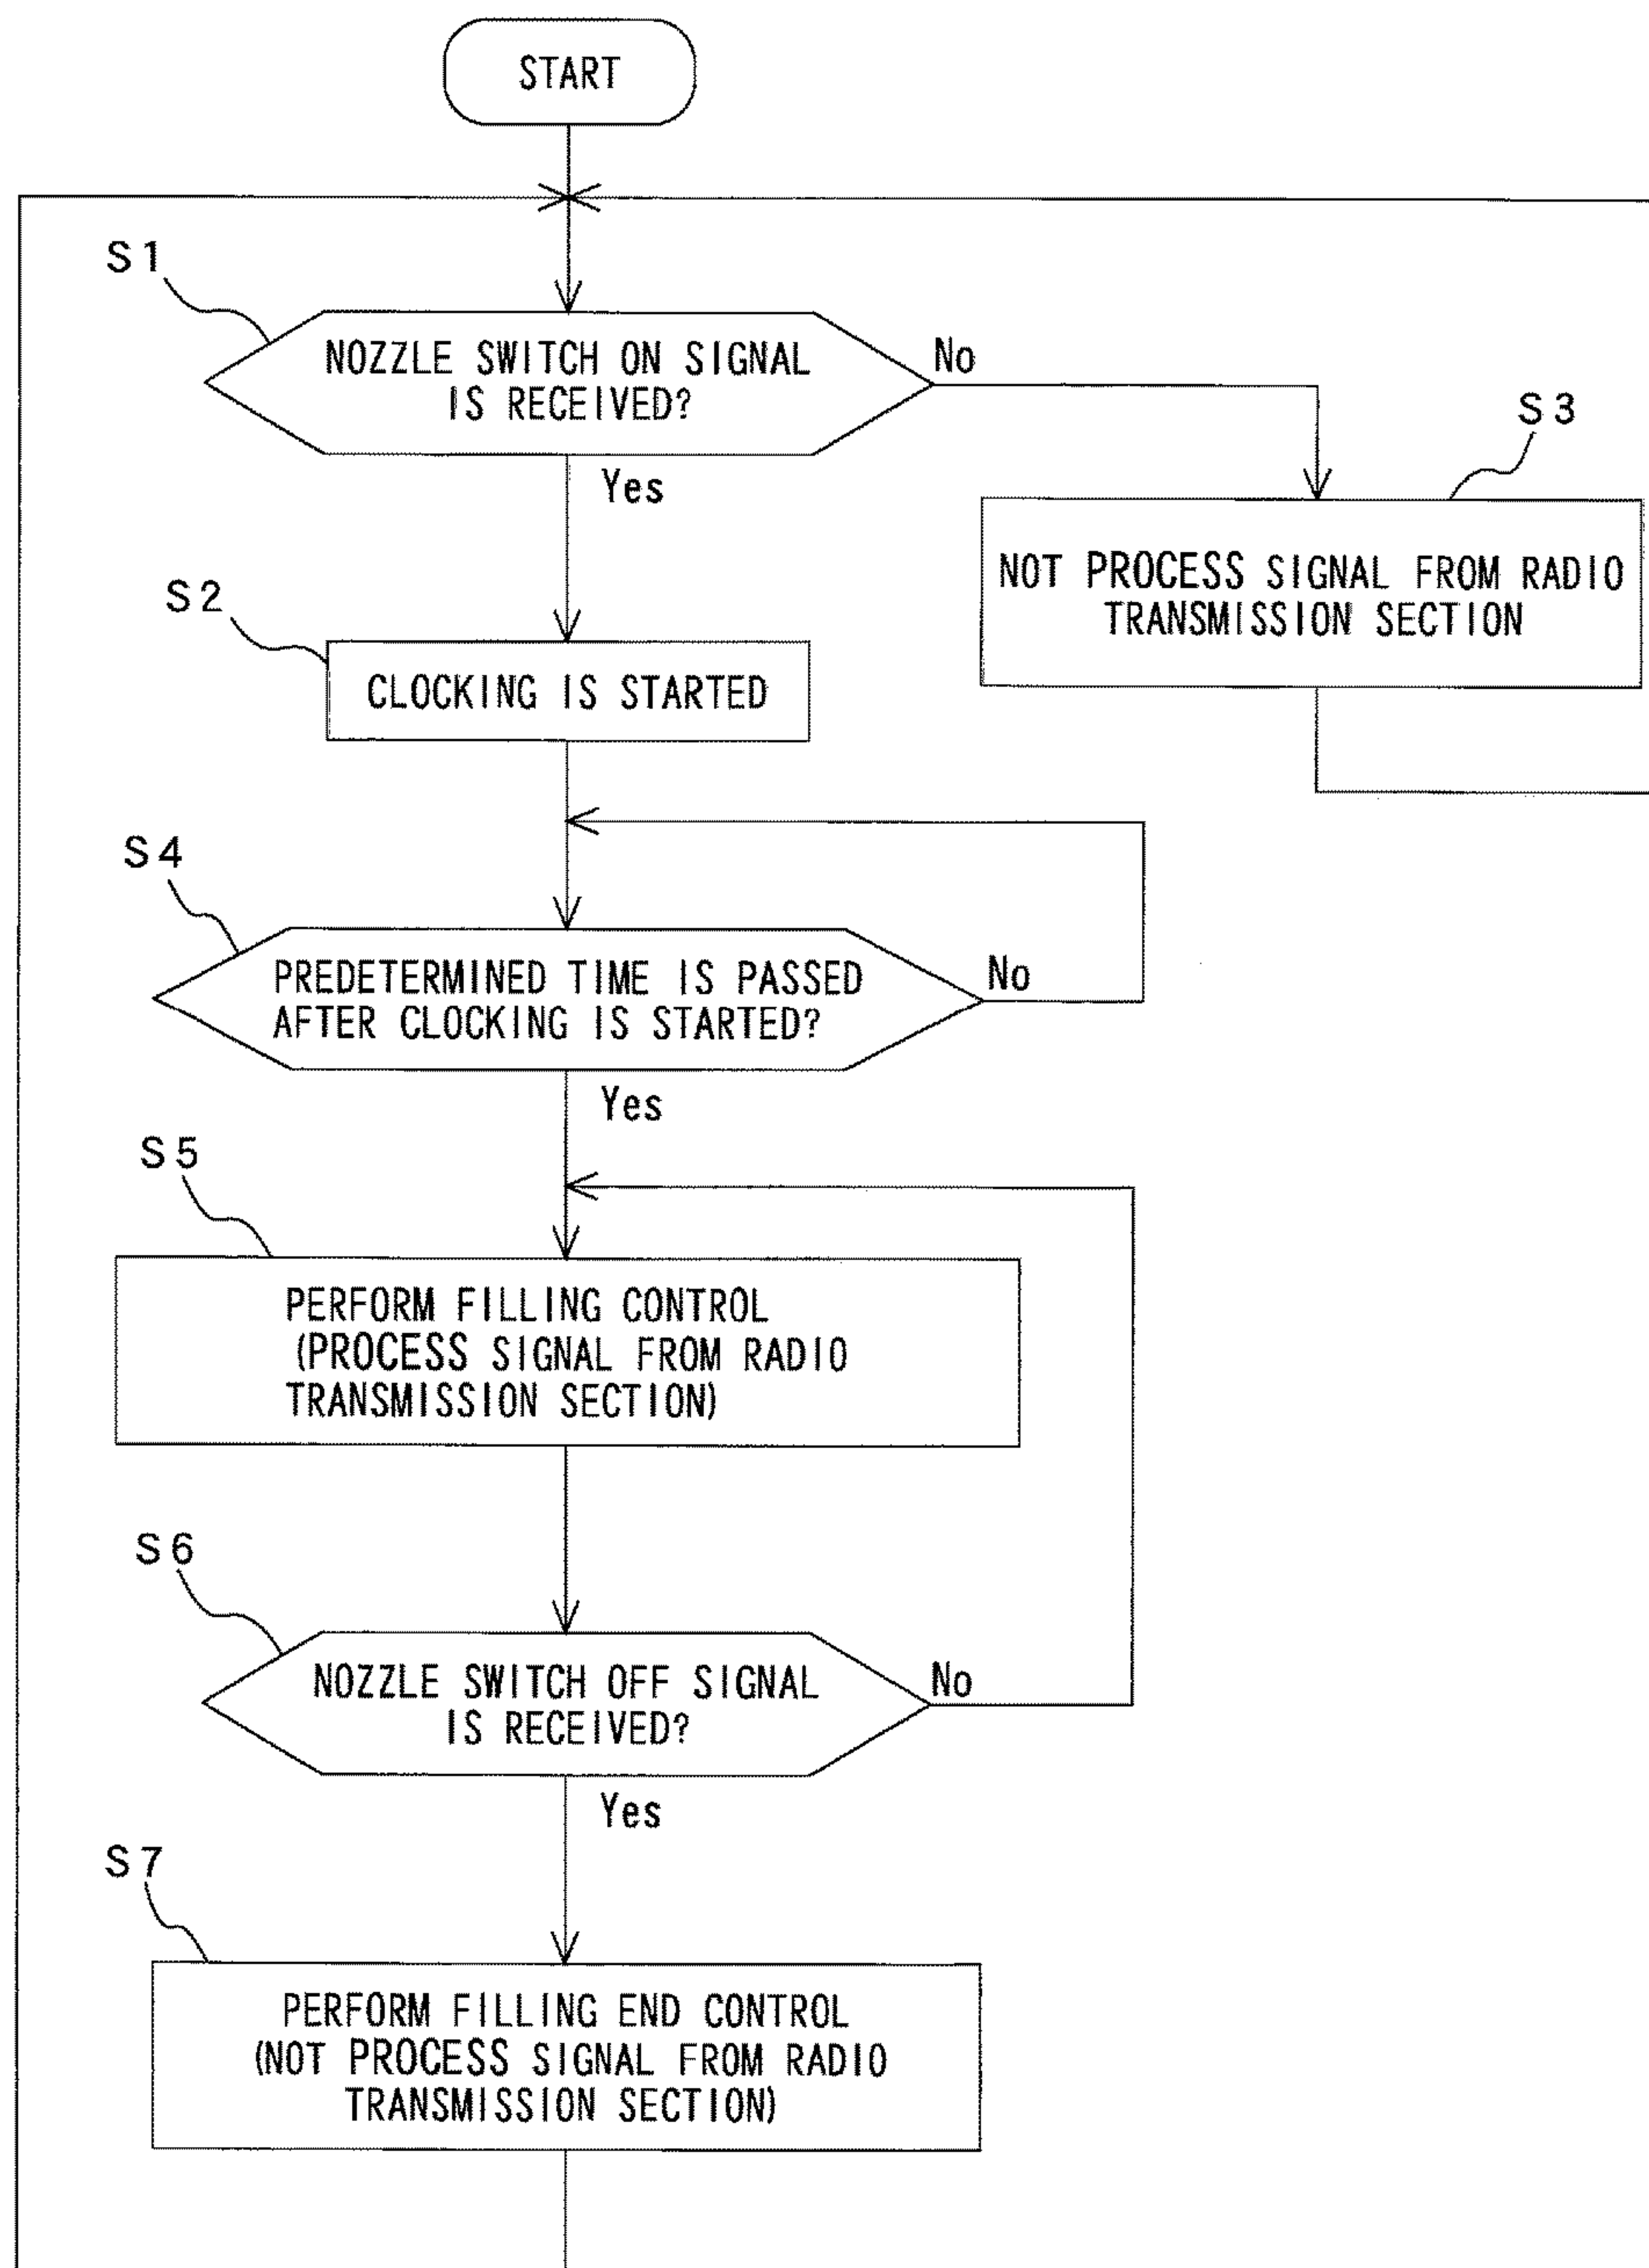 START
S1
NOZZLE SWITCH ON SIGNAL
IS RECEIVED?
No
Yes
S3
NOT PROCESS SIGNAL FROM RADIO
TRANSMISSION SECTION
S2
CLOCKING IS STARTED
S4
PREDETERMINED TIME IS PASSED
AFTER CLOCKING IS STARTED?
No
Yes
S5
PERFORM FILLING CONTROL
(PROCESS SIGNAL FROM RADIO
TRANSMISSION SECTION)
S6
NOZZLE SWITCH OFF SIGNAL
IS RECEIVED?
No
Yes
S7
PERFORM FILLING END CONTROL
(NOT PROCESS SIGNAL FROM RADIO
TRANSMISSION SECTION)